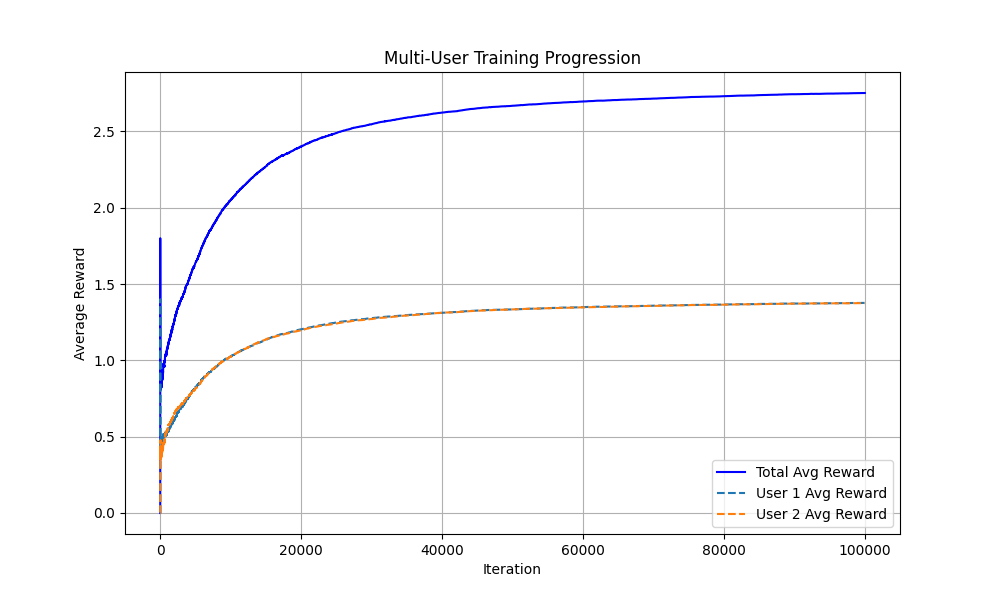 Multi-User Training Progression
Average Reward
2.5
2.0
1.5
1.0
0.5
0.0
0 20000 40000 60000 80000 100000
Iteration
Total Avg Reward
User 1 Avg Reward
User 2 Avg Reward